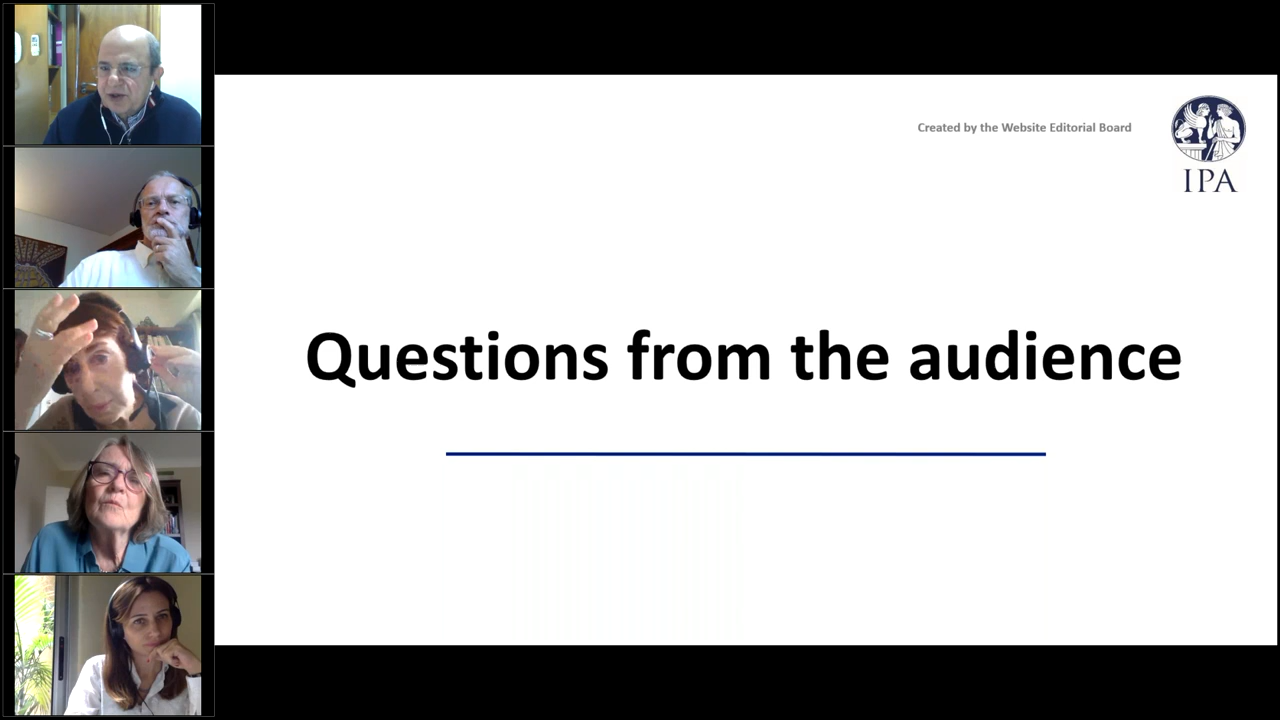 Created by the Website Editorial Board
IPA
Questions from the audience